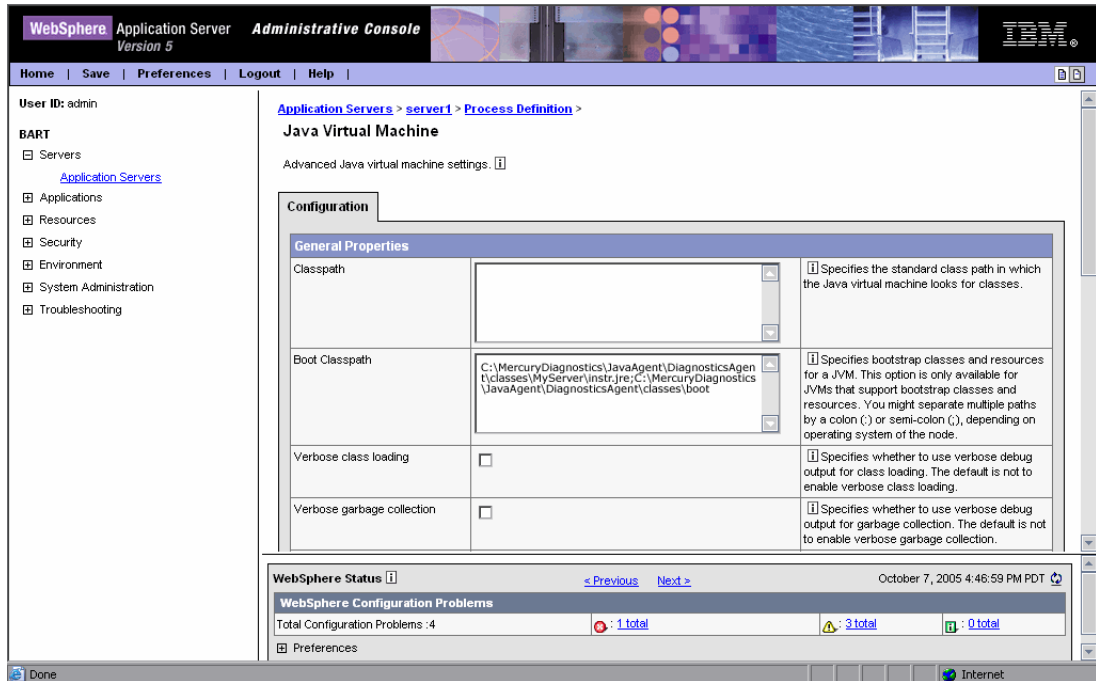 WebSphere Application Server Administrative Console
Version 5
IBM®
Home | Save | Preferences | Logout | Help |
User ID: admin
BART
Servers
Application Servers
Applications
Resources
Security
Environment
System Administration
Troubleshooting
Application Servers > server1 > Process Definition >
Java Virtual Machine
Advanced Java virtual machine settings. i
Configuration
General Properties
Classpath
i Specifies the standard class path in which
the Java virtual machine looks for classes.
Boot Classpath
C:\MercuryDiagnostics\JavaAgent\DiagnosticsAgen
t\classes\MyServer\instr.jre;C:\MercuryDiagnostics
\JavaAgent\DiagnosticsAgent\classes\boot
i Specifies bootstrap classes and resources
for a JVM. This option is only available for
JVMs that support bootstrap classes and
resources. You might separate multiple paths
by a colon (:) or semi-colon (;), depending on
operating system of the node.
Verbose class loading
i Specifies whether to use verbose debug
output for class loading. The default is not to
enable verbose class loading.
Verbose garbage collection
i Specifies whether to use verbose debug
output for garbage collection. The default is not
to enable verbose garbage collection.
WebSphere Status i
< Previous Next >
October 7, 2005 4:46:59 PM PDT
WebSphere Configuration Problems
Total Configuration Problems :4
: 1 total
: 3 total
: 0 total
Preferences
Done
Internet